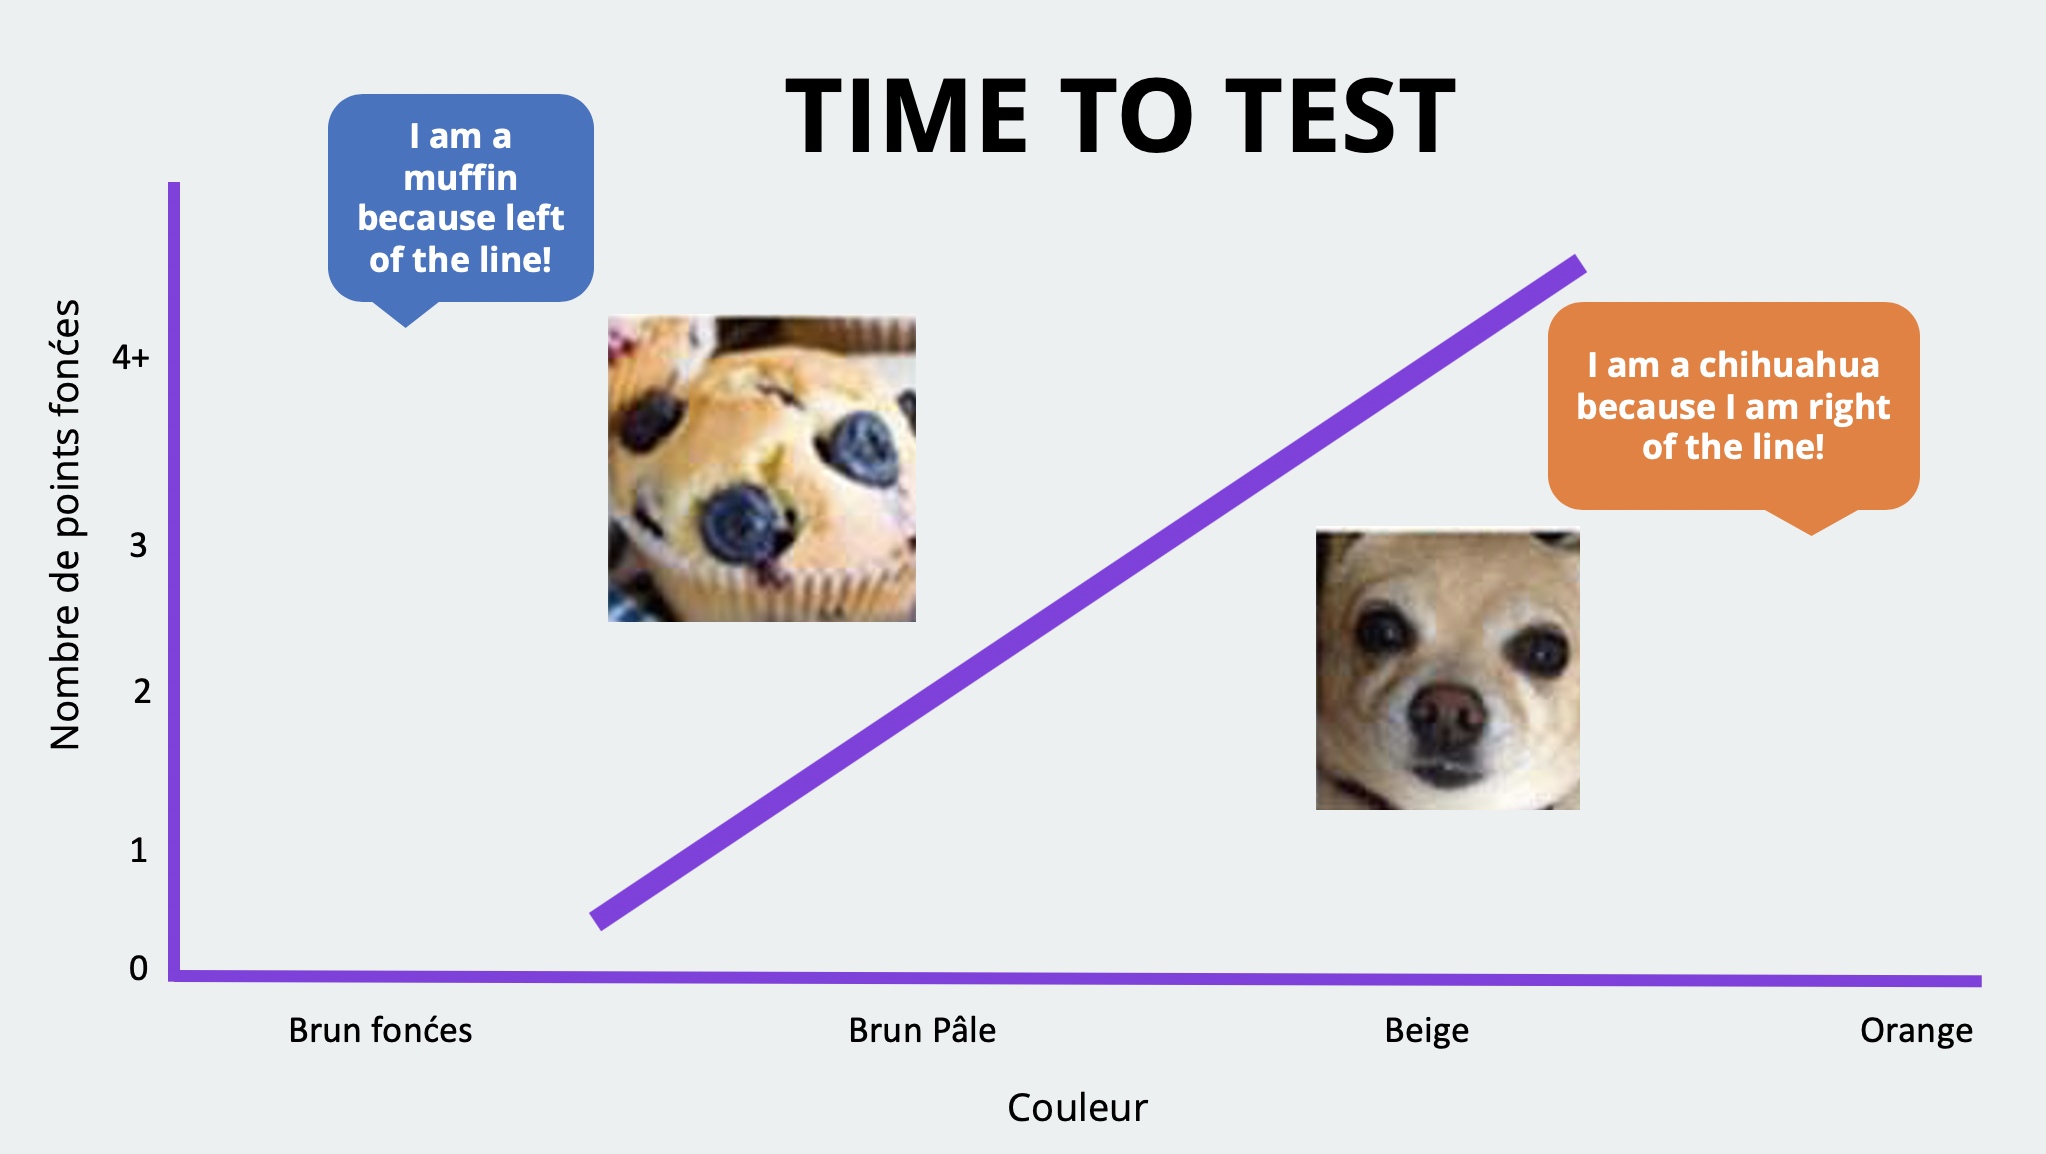 TIME TO TEST
I am a
muffin
because left
of the line!
I am a chihuahua
because I am right
of the line!
Nombre de points fonćes
4+
3
2
1
0
Brun fonćes
Brun Pâle
Beige
Orange
Couleur